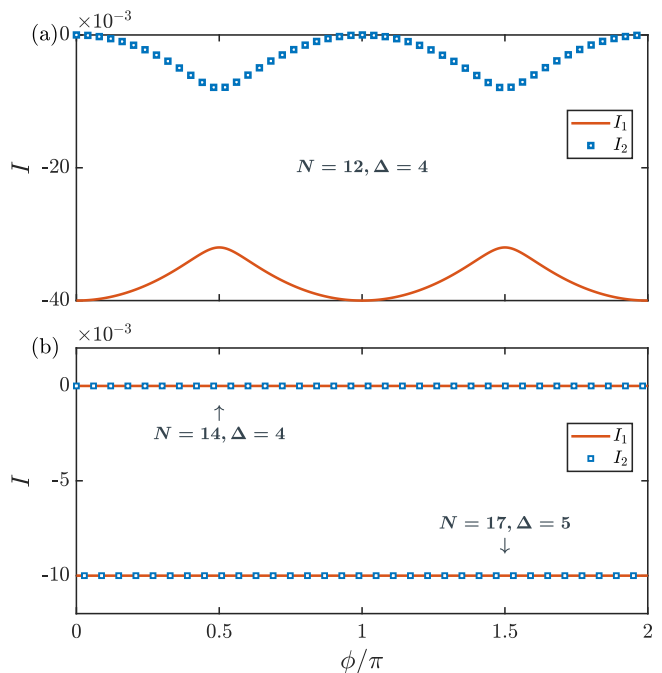 (a)
×10⁻³
0
-20
-40
I
I₁
I₂
N = 12, Δ = 4
(b)
×10⁻³
0
-5
-10
I
↑
N = 14, Δ = 4
I₁
I₂
N = 17, Δ = 5
↓
0 0.5 1 1.5 2
ϕ/π